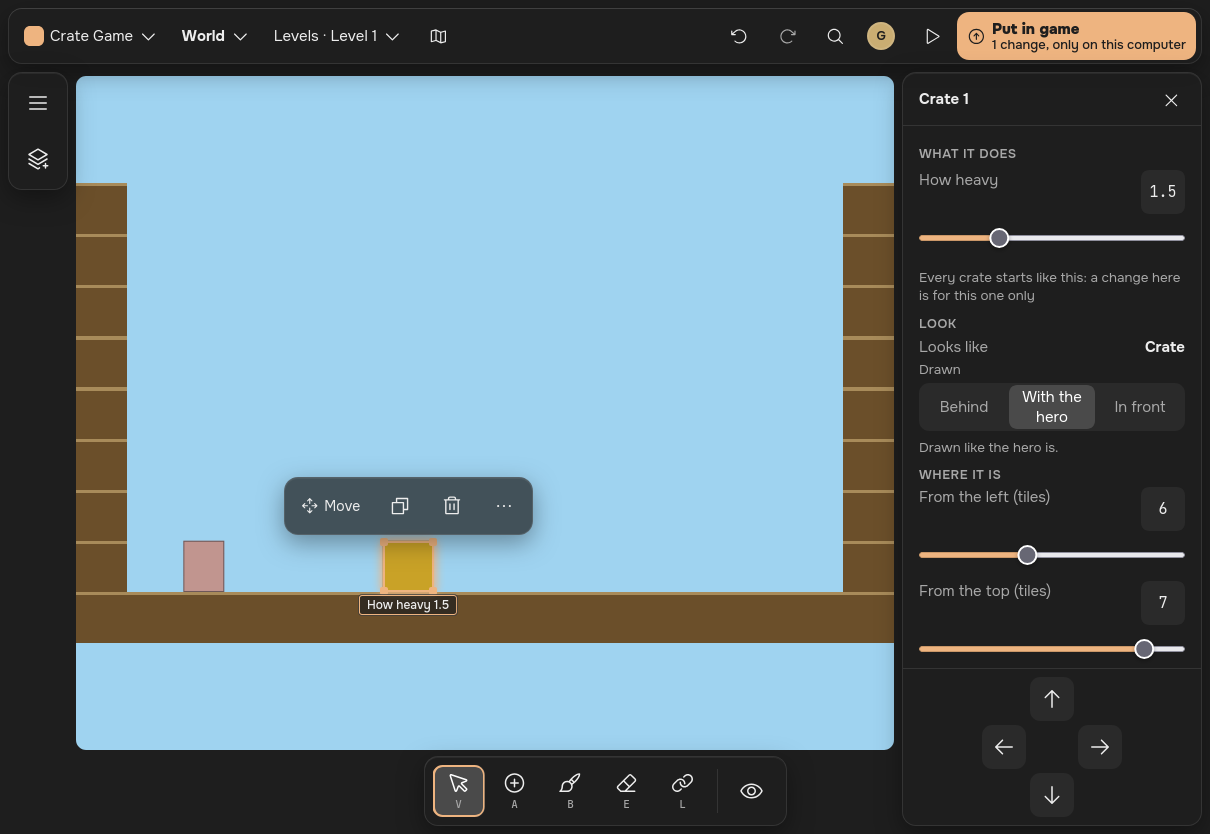 Crate Game
World
Levels · Level 1
G
Put in game
1 change, only on this computer
Crate 1
WHAT IT DOES
How heavy
1.5
Every crate starts like this: a change here
is for this one only
LOOK
Looks like
Crate
Drawn
Behind
With the
hero
In front
Drawn like the hero is.
WHERE IT IS
From the left (tiles)
6
From the top (tiles)
7
Move
How heavy 1.5
V
A
B
E
L